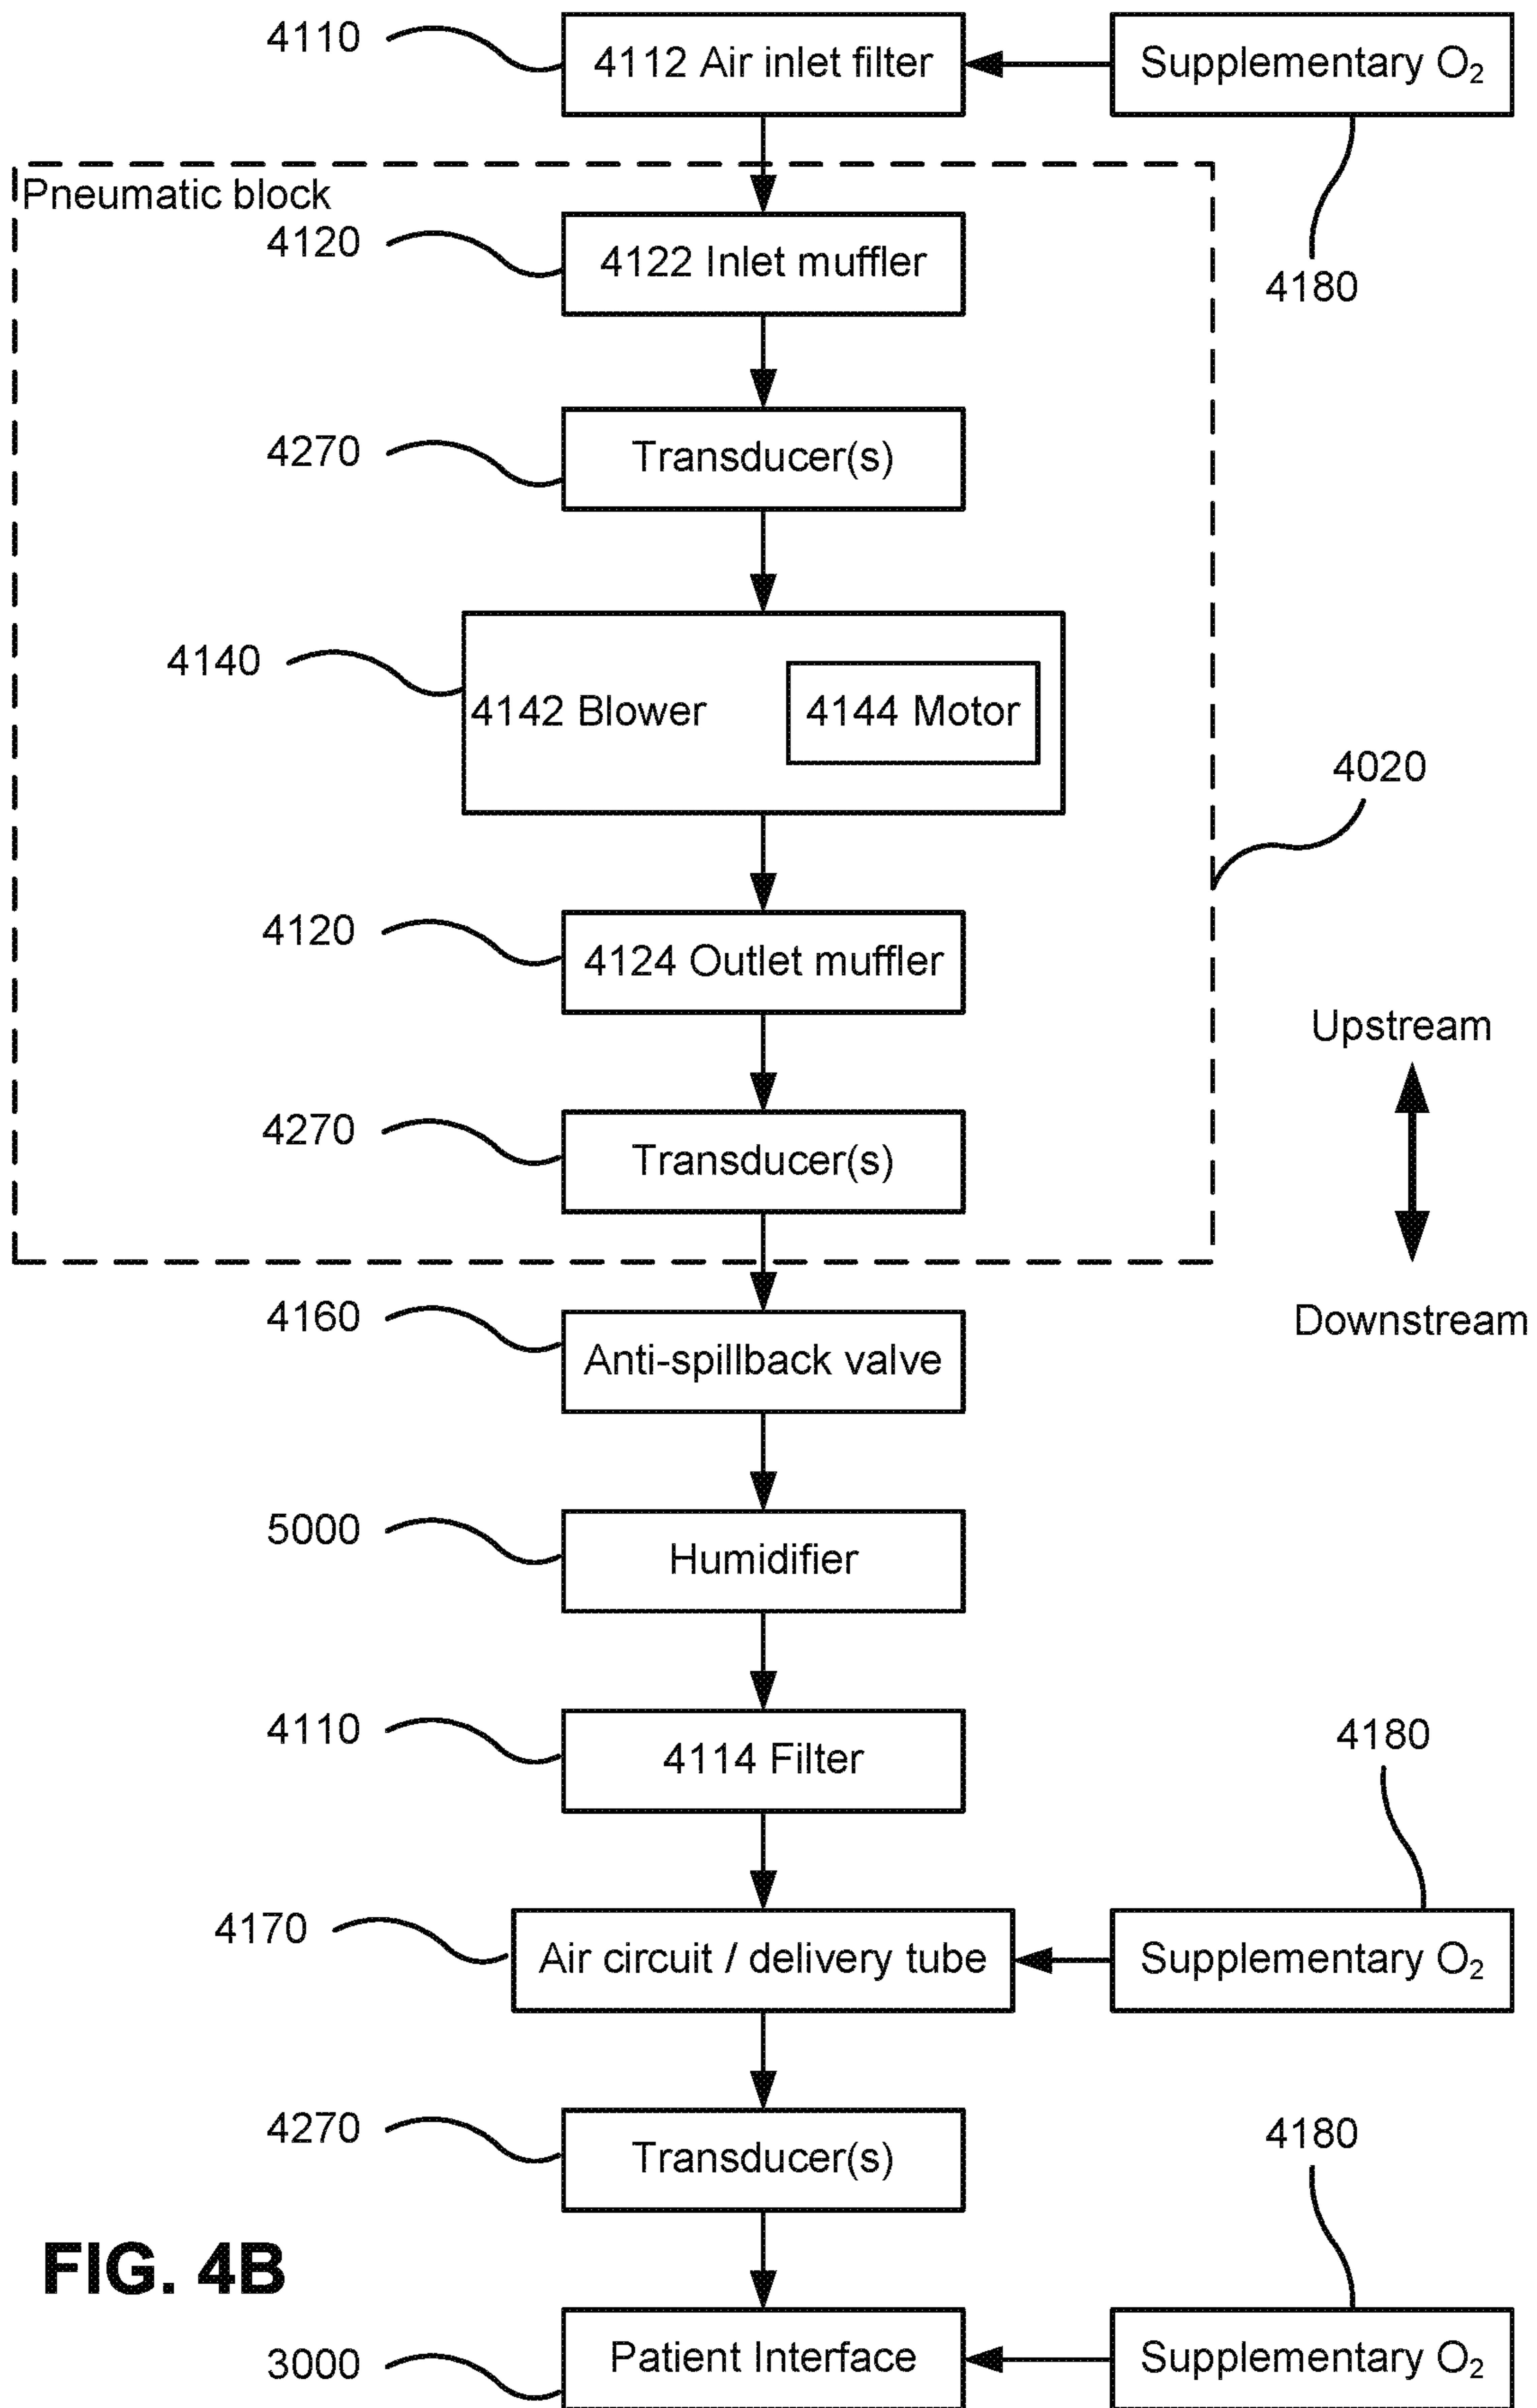 4110
4112 Air inlet filter
Supplementary O₂
Pneumatic block
4120
4122 Inlet muffler
4180
4270
Transducer(s)
4140
4142 Blower
4144 Motor
4020
4120
4124 Outlet muffler
Upstream
4270
Transducer(s)
4160
Anti-spillback valve
Downstream
5000
Humidifier
4110
4114 Filter
4180
4170
Air circuit / delivery tube
Supplementary O₂
4270
Transducer(s)
4180
FIG. 4B
3000
Patient Interface
Supplementary O₂